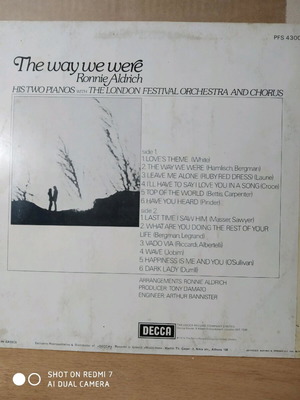 PFS 4300
The way we were
Ronnie Aldrich
HIS TWO PIANOS WITH THE LONDON FESTIVAL ORCHESTRA AND CHORUS
side 1
1. LOVE'S THEME (White)
2. THE WAY WE WERE (Hamlisch, Bergman)
3. LEAVE ME ALONE (RUBY RED DRESS) (Laurie)
4. I'LL HAVE TO SAY I LOVE YOU IN A SONG (Croce)
5. TOP OF THE WORLD (Bettis, Carpenter)
6. HAVE YOU HEARD (Pinder)
side 2
1. LAST TIME I SAW HIM (Masser, Sawyer)
2. WHAT ARE YOU DOING THE REST OF YOUR
LIFE (Bergman, Legrand)
3. VADO VIA (Riccardi, Albertelli)
4. WAVE (Jobim)
5. HAPPINESS IS ME AND YOU (O'Sullivan)
6. DARK LADY (Durrill)
ARRANGEMENTS: RONNIE ALDRICH
PRODUCER: TONY D'AMATO
ENGINEER: ARTHUR BANNISTER
DECCA
SHOT ON REDMI 7
AI DUAL CAMERA